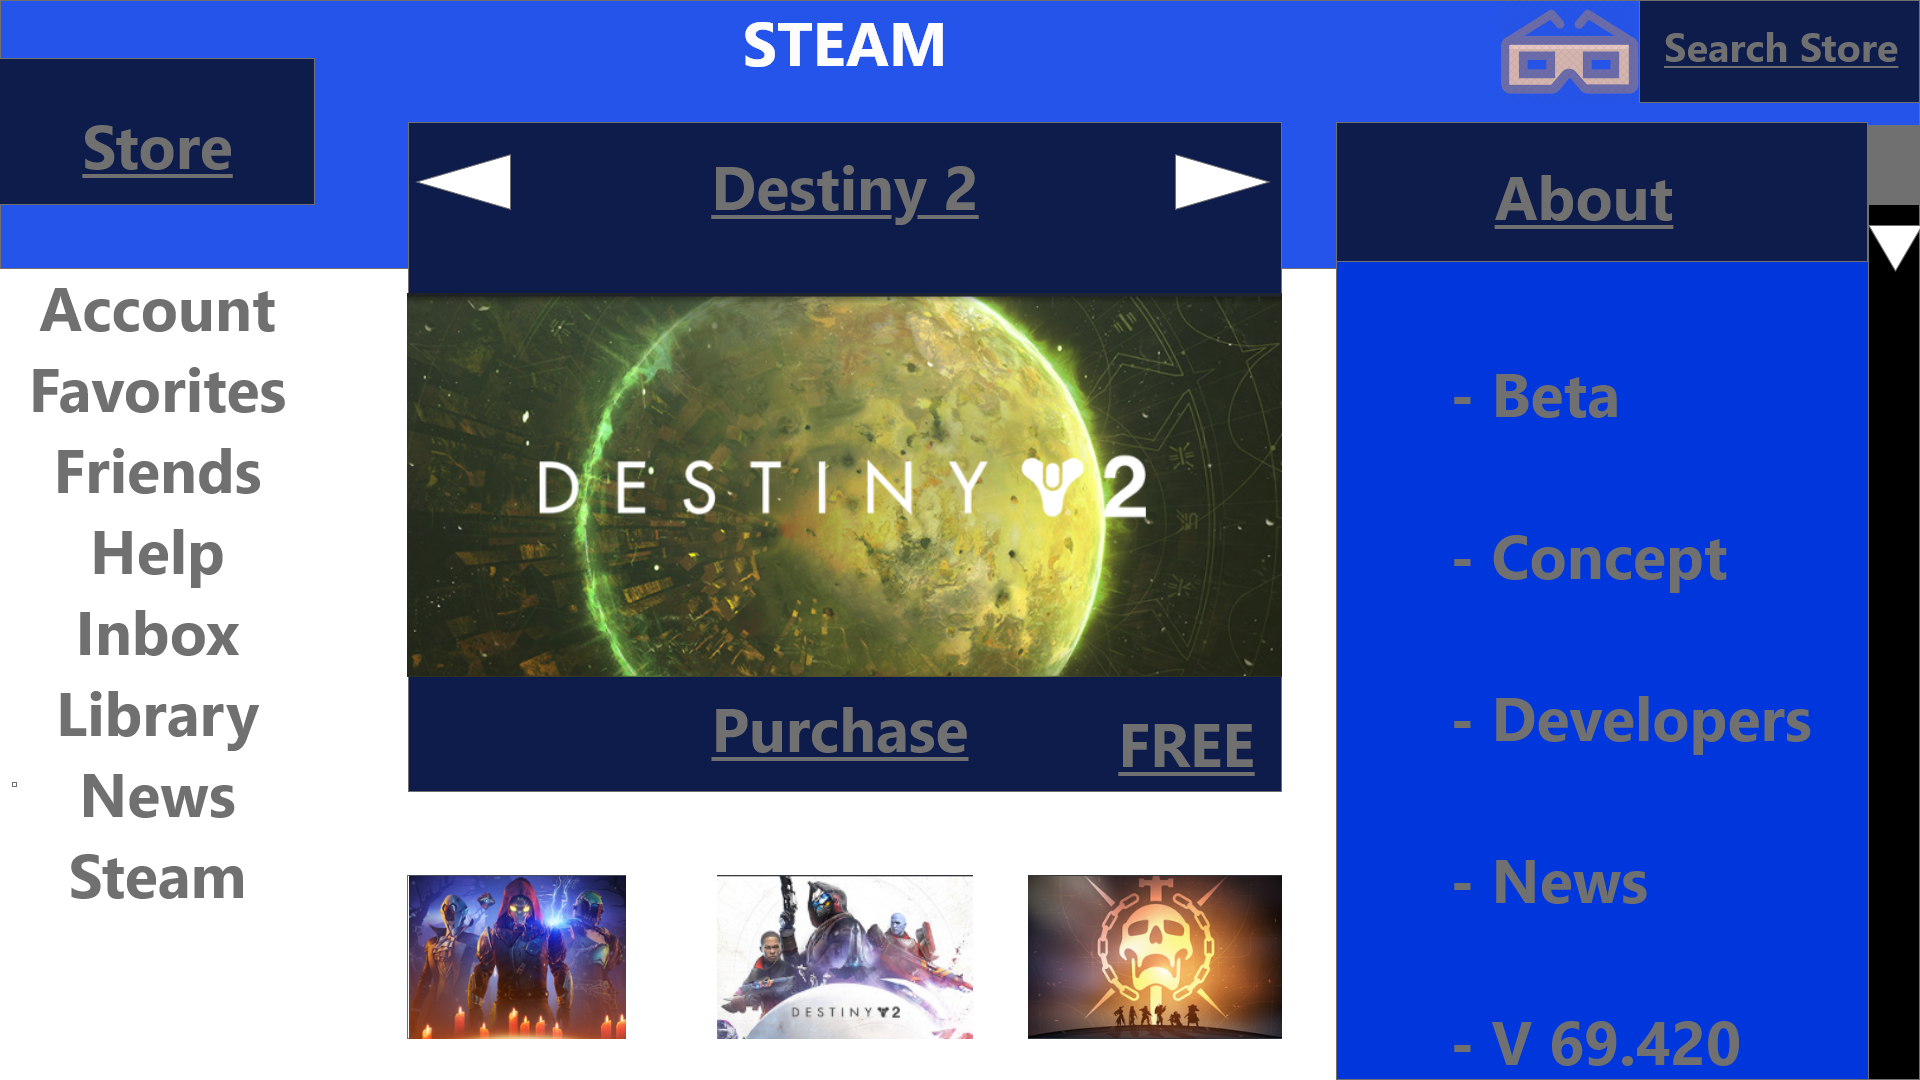 STEAM
Search Store
Store
Destiny 2
About
Account
Favorites
Friends
Help
Inbox
Library
News
Steam
DESTINY 2
Purchase
FREE
DESTINY 2
- Beta
- Concept
- Developers
- News
- V 69.420